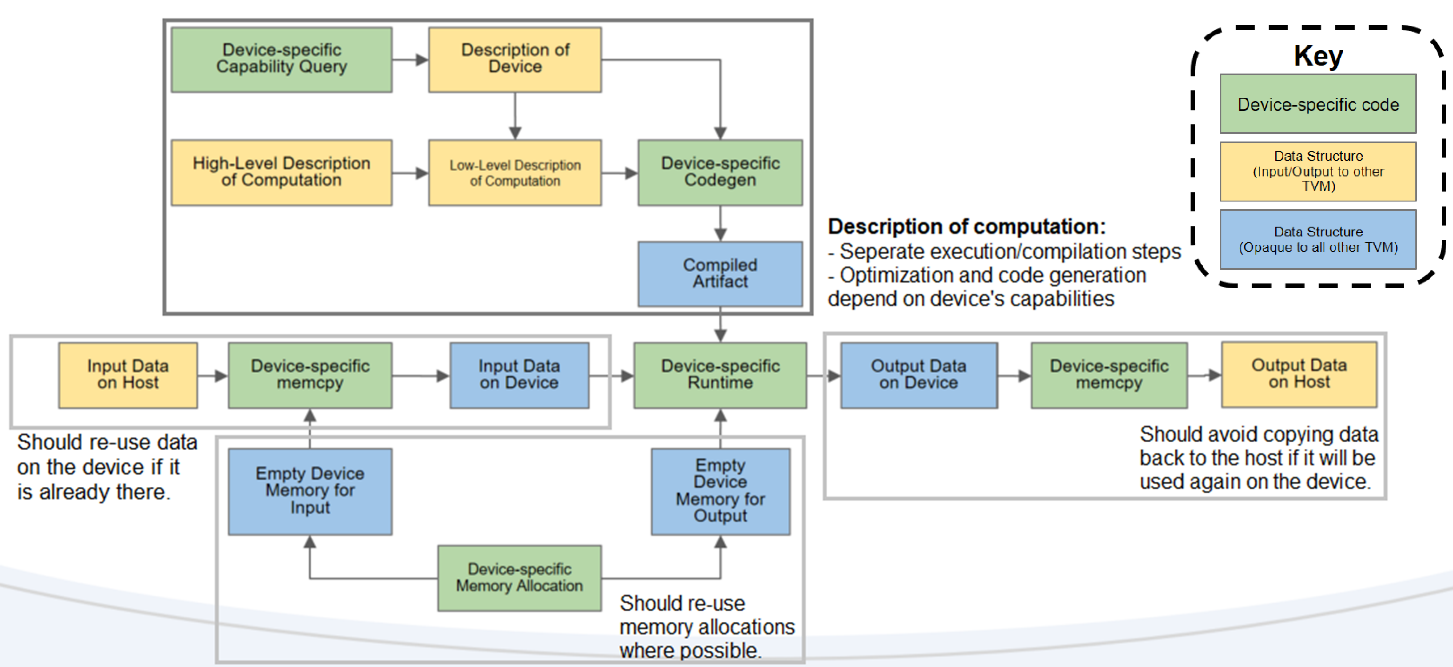 Device-specific
Capability Query
Description of
Device
High-Level Description
of Computation
Low-Level Description
of Computation
Device-specific
Codegen
Compiled
Artifact
Key
Device-specific code
Data Structure
(Input/Output to other
TVM)
Data Structure
(Opaque to all other TVM)
Description of computation:
- Seperate execution/compilation steps
- Optimization and code generation
depend on device's capabilities
Input Data
on Host
Device-specific
memcpy
Input Data
on Device
Device-specific
Runtime
Output Data
on Device
Device-specific
memcpy
Output Data
on Host
Should re-use data
on the device if it
is already there.
Empty Device
Memory for
Input
Empty
Device
Memory for
Output
Should avoid copying data
back to the host if it will be
used again on the device.
Device-specific
Memory Allocation
Should re-use
memory allocations
where possible.